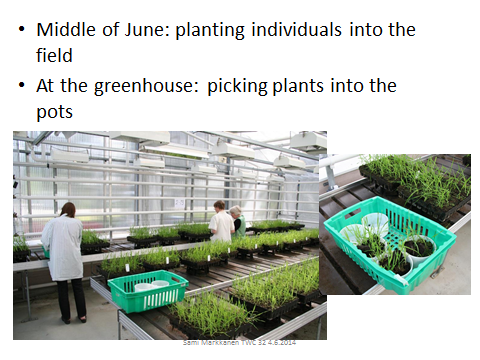 • Middle of June: planting individuals into the
field
• At the greenhouse: picking plants into the
pots
Sami Markkanen TWC 32 4.6.2014